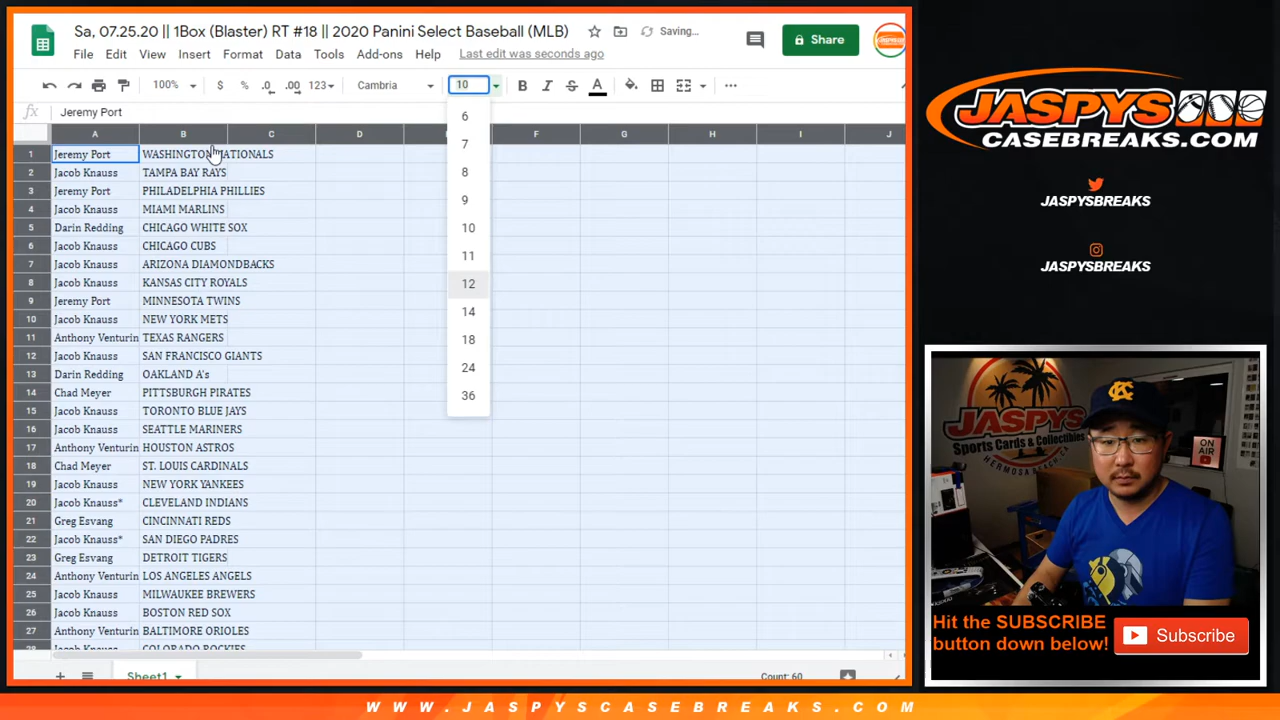 Sa, 07.25.20 || 1Box (Blaster) RT #18 || 2020 Panini Select Baseball (MLB)
Saving...
Share
File Edit View Insert Format Data Tools Add-ons Help Last edit was seconds ago
100% $ % .0 .00 123 Cambria 10 B I S A
fx Jeremy Port
A B C D F G H I J
1 Jeremy Port WASHINGTON NATIONALS
2 Jacob Knauss TAMPA BAY RAYS
3 Jeremy Port PHILADELPHIA PHILLIES
4 Jacob Knauss MIAMI MARLINS
5 Darin Redding CHICAGO WHITE SOX
6 Jacob Knauss CHICAGO CUBS
7 Jacob Knauss ARIZONA DIAMONDBACKS
8 Jacob Knauss KANSAS CITY ROYALS
9 Jeremy Port MINNESOTA TWINS
10 Jacob Knauss NEW YORK METS
11 Anthony Venturin TEXAS RANGERS
12 Jacob Knauss SAN FRANCISCO GIANTS
13 Darin Redding OAKLAND A's
14 Chad Meyer PITTSBURGH PIRATES
15 Jacob Knauss TORONTO BLUE JAYS
16 Jacob Knauss SEATTLE MARINERS
17 Anthony Venturin HOUSTON ASTROS
18 Chad Meyer ST. LOUIS CARDINALS
19 Jacob Knauss NEW YORK YANKEES
20 Jacob Knauss* CLEVELAND INDIANS
21 Greg Esvang CINCINNATI REDS
22 Jacob Knauss* SAN DIEGO PADRES
23 Greg Esvang DETROIT TIGERS
24 Anthony Venturin LOS ANGELES ANGELS
25 Jacob Knauss MILWAUKEE BREWERS
26 Jacob Knauss BOSTON RED SOX
27 Anthony Venturin BALTIMORE ORIOLES
28 Jacob Knauss COLORADO ROCKIES
6
7
8
9
10
11
12
14
18
24
36
Sheet1
Count: 60
JASPYS
CASEBREAKS.COM
JASPYSBREAKS
JASPYSBREAKS
JASPYS
Sports Cards & Collectibles
HERMOSA BEACH, CA
ON
AIR
KC
Hit the SUBSCRIBE
button down below!
Subscribe
WWW.JASPYSCASEBREAKS.COM